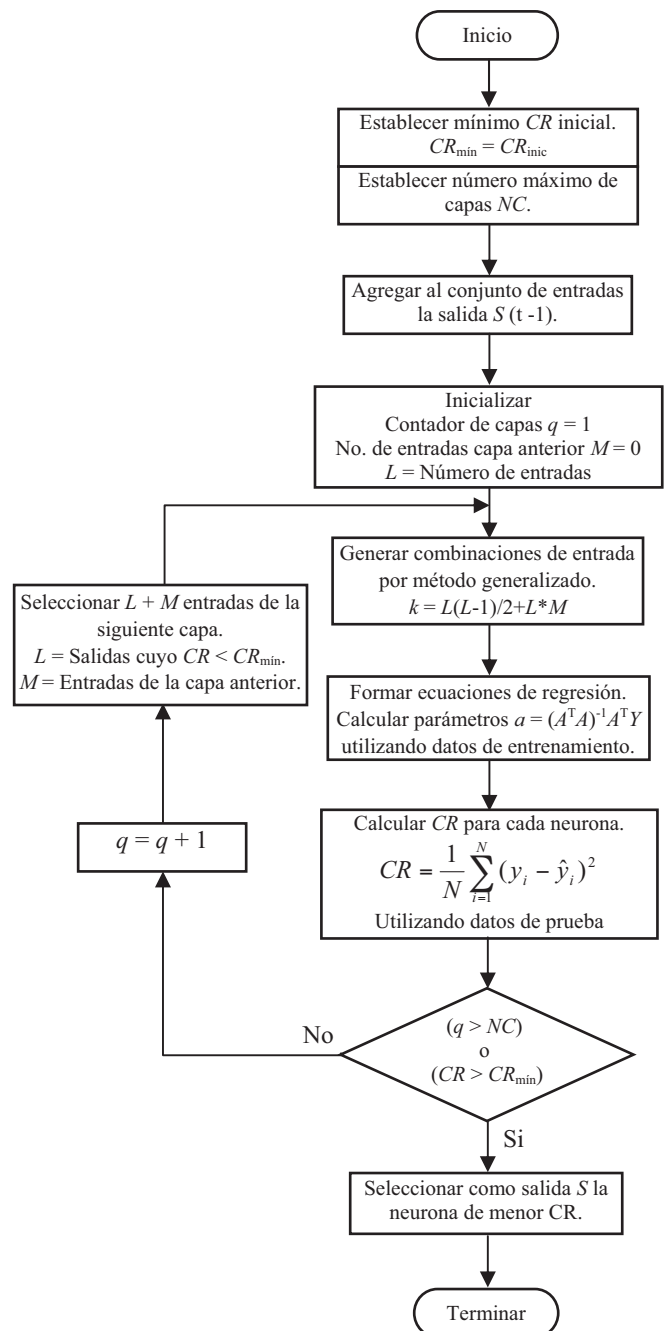 Inicio
Establecer mínimo CR inicial.
CRmín = CRinic
Establecer número máximo de
capas NC.
Agregar al conjunto de entradas
la salida S (t -1).
Inicializar
Contador de capas q = 1
No. de entradas capa anterior M = 0
L = Número de entradas
Generar combinaciones de entrada
por método generalizado.
k = L(L-1)/2+L*M
Seleccionar L + M entradas de la
siguiente capa.
L = Salidas cuyo CR < CRmín.
M = Entradas de la capa anterior.
Formar ecuaciones de regresión.
Calcular parámetros a = (AᵀA)⁻¹AᵀY
utilizando datos de entrenamiento.
q = q + 1
Calcular CR para cada neurona.
CR = 1/N ∑_{i=1}^{N} (y_i − ŷ_i)²
Utilizando datos de prueba
No
(q > NC)
o
(CR > CRmín)
Si
Seleccionar como salida S la
neurona de menor CR.
Terminar